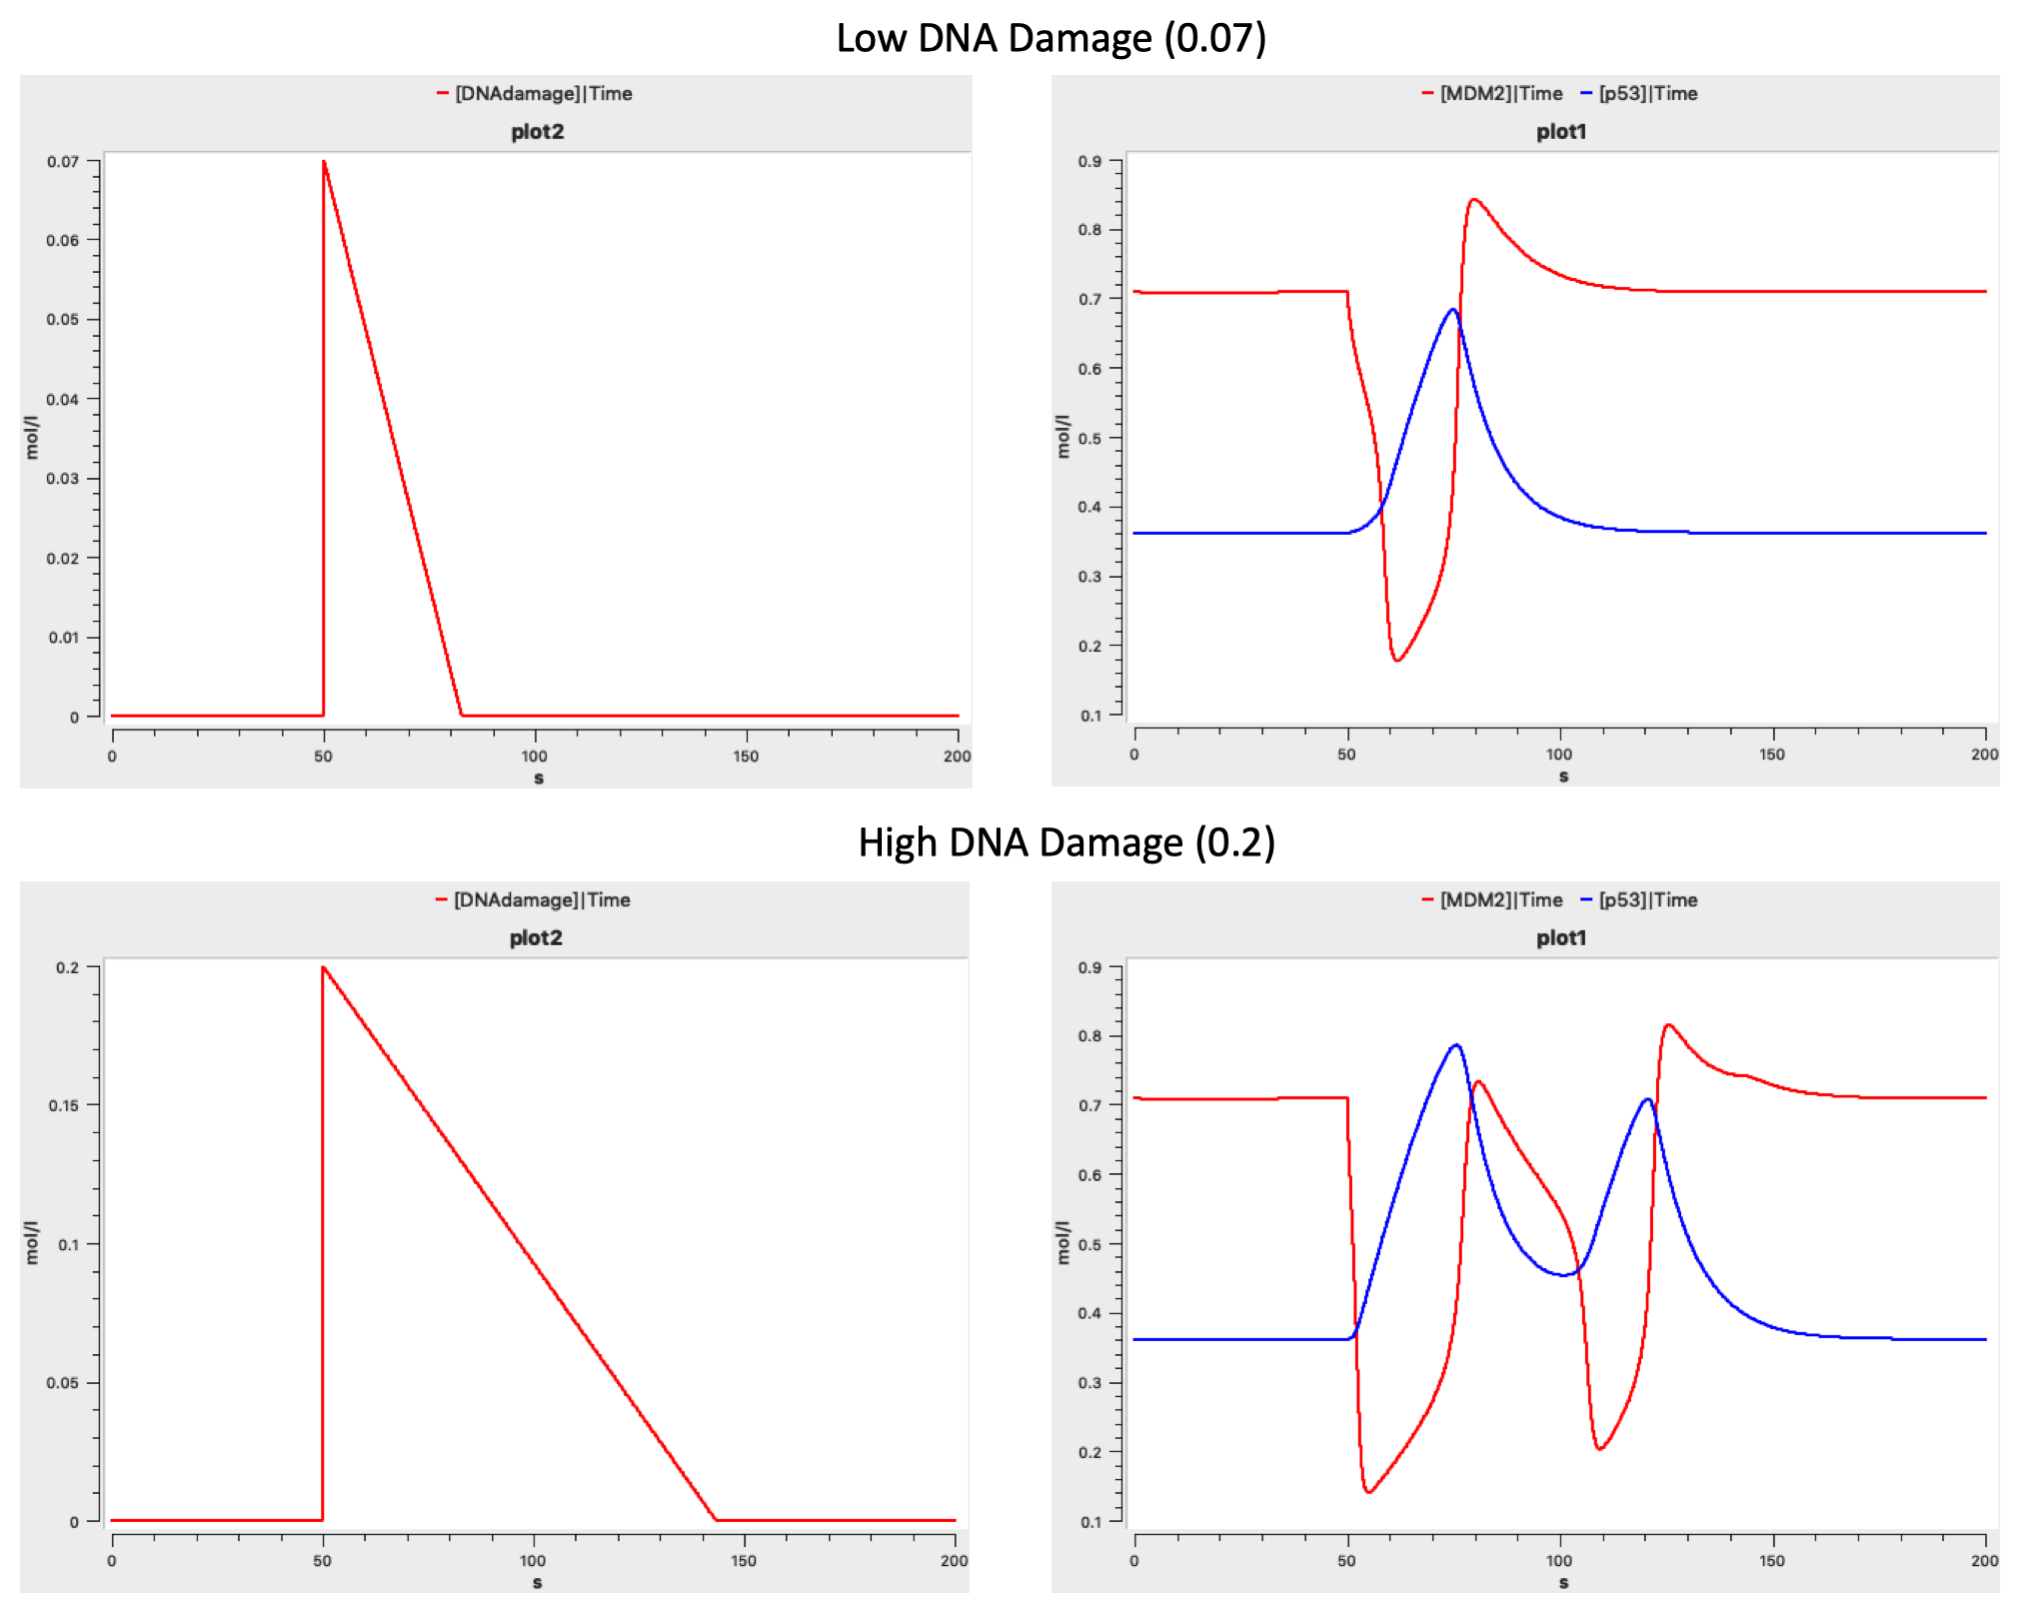 Low DNA Damage (0.07)
[DNAdamage]|Time
plot2
0.07
0.06
0.05
0.04
0.03
0.02
0.01
0
mol/l
0 50 100 150 200
s
[MDM2]|Time [p53]|Time
plot1
0.9
0.8
0.7
0.6
0.5
0.4
0.3
0.2
0.1
mol/l
0 50 100 150 200
s
High DNA Damage (0.2)
[DNAdamage]|Time
plot2
0.2
0.15
0.1
0.05
0
mol/l
0 50 100 150 200
s
[MDM2]|Time [p53]|Time
plot1
0.9
0.8
0.7
0.6
0.5
0.4
0.3
0.2
0.1
mol/l
0 50 100 150 200
s